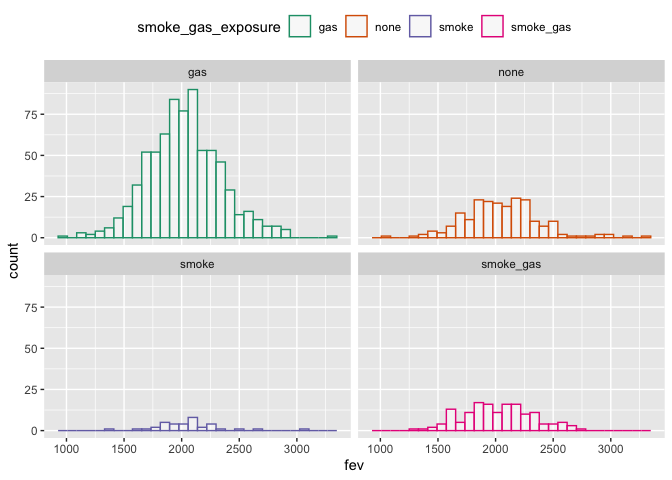 smoke_gas_exposure gas none smoke smoke_gas
gas none
75
50
25
0
smoke smoke_gas
75
50
25
0
1000 1500 2000 2500 3000 1000 1500 2000 2500 3000
fev
count